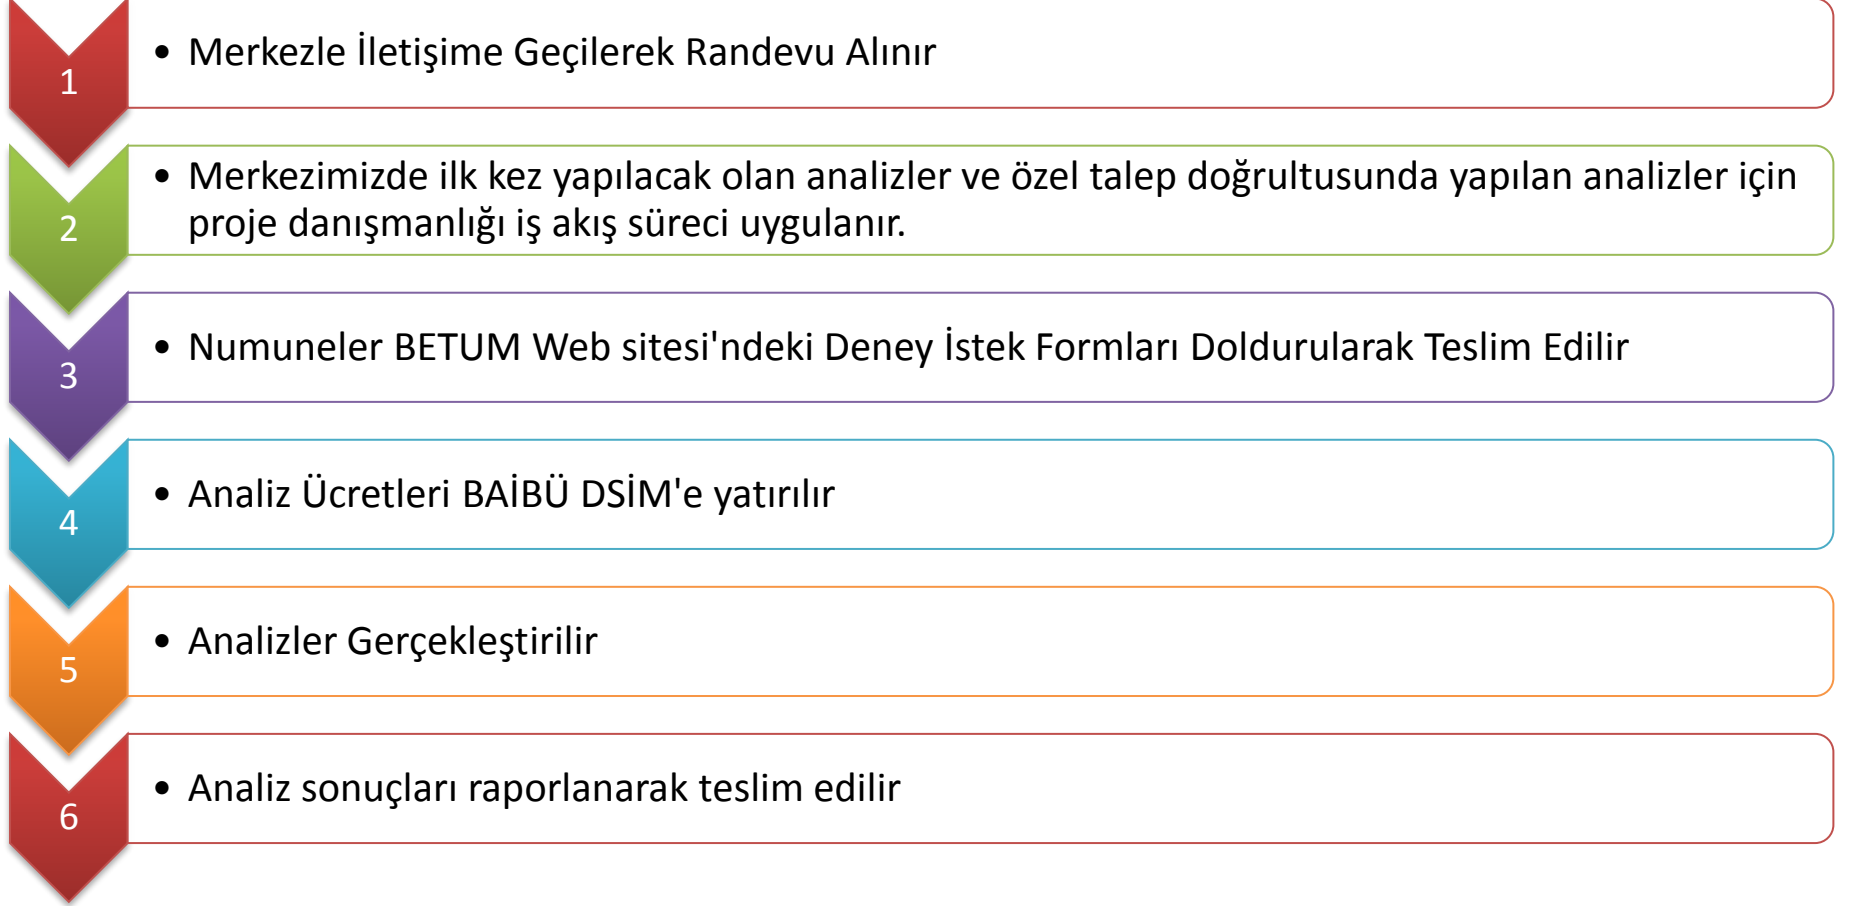 1
• Merkezle İletişime Geçilerek Randevu Alınır
2
• Merkezimizde ilk kez yapılacak olan analizler ve özel talep doğrultusunda yapılan analizler için
proje danışmanlığı iş akış süreci uygulanır.
3
• Numuneler BETUM Web sitesi'ndeki Deney İstek Formları Doldurularak Teslim Edilir
4
• Analiz Ücretleri BAİBÜ DSİM'e yatırılır
5
• Analizler Gerçekleştirilir
6
• Analiz sonuçları raporlanarak teslim edilir